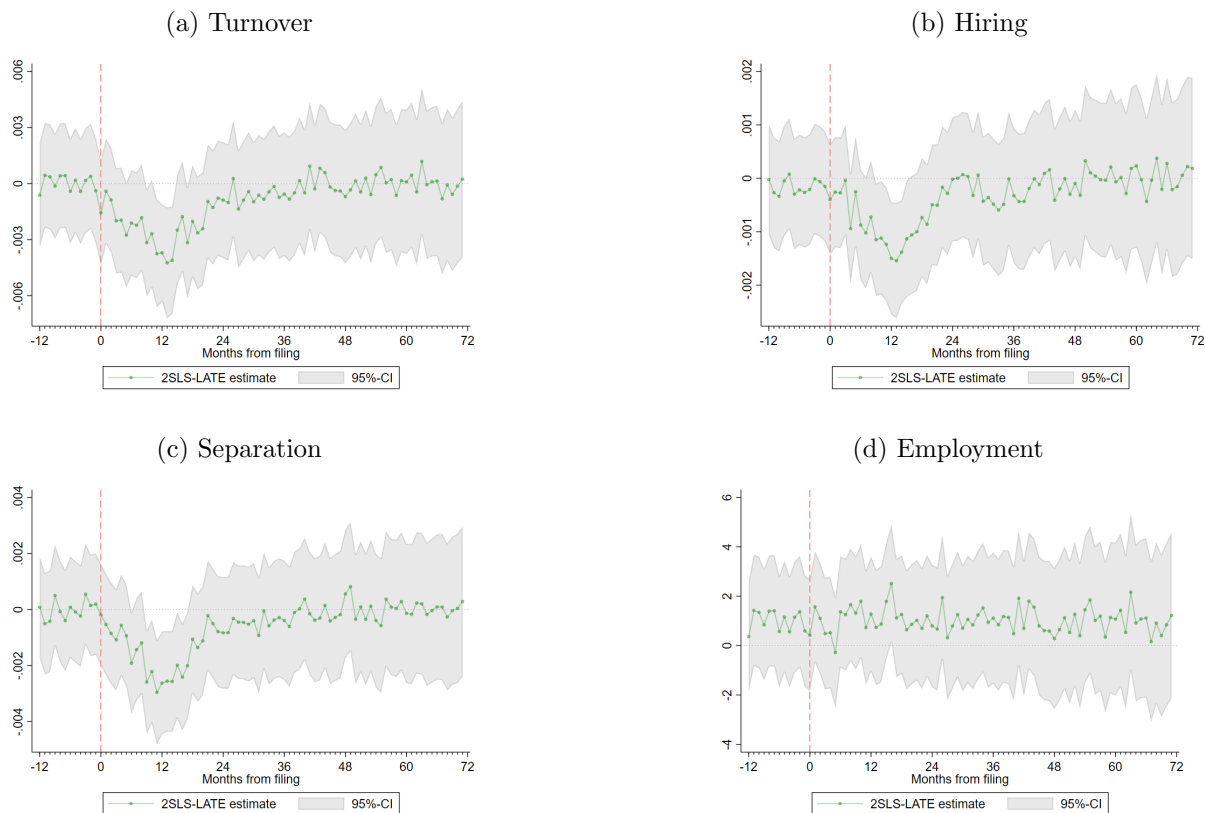 (a) Turnover
.006
.003
0
-.003
-.006
-12 0 12 24 36 48 60 72
Months from filing
2SLS-LATE estimate 95%-CI
(b) Hiring
.002
.001
0
-.001
-.002
-12 0 12 24 36 48 60 72
Months from filing
2SLS-LATE estimate 95%-CI
(c) Separation
.004
.002
0
-.002
-.004
-12 0 12 24 36 48 60 72
Months from filing
2SLS-LATE estimate 95%-CI
(d) Employment
6
4
2
0
-2
-4
-12 0 12 24 36 48 60 72
Months from filing
2SLS-LATE estimate 95%-CI